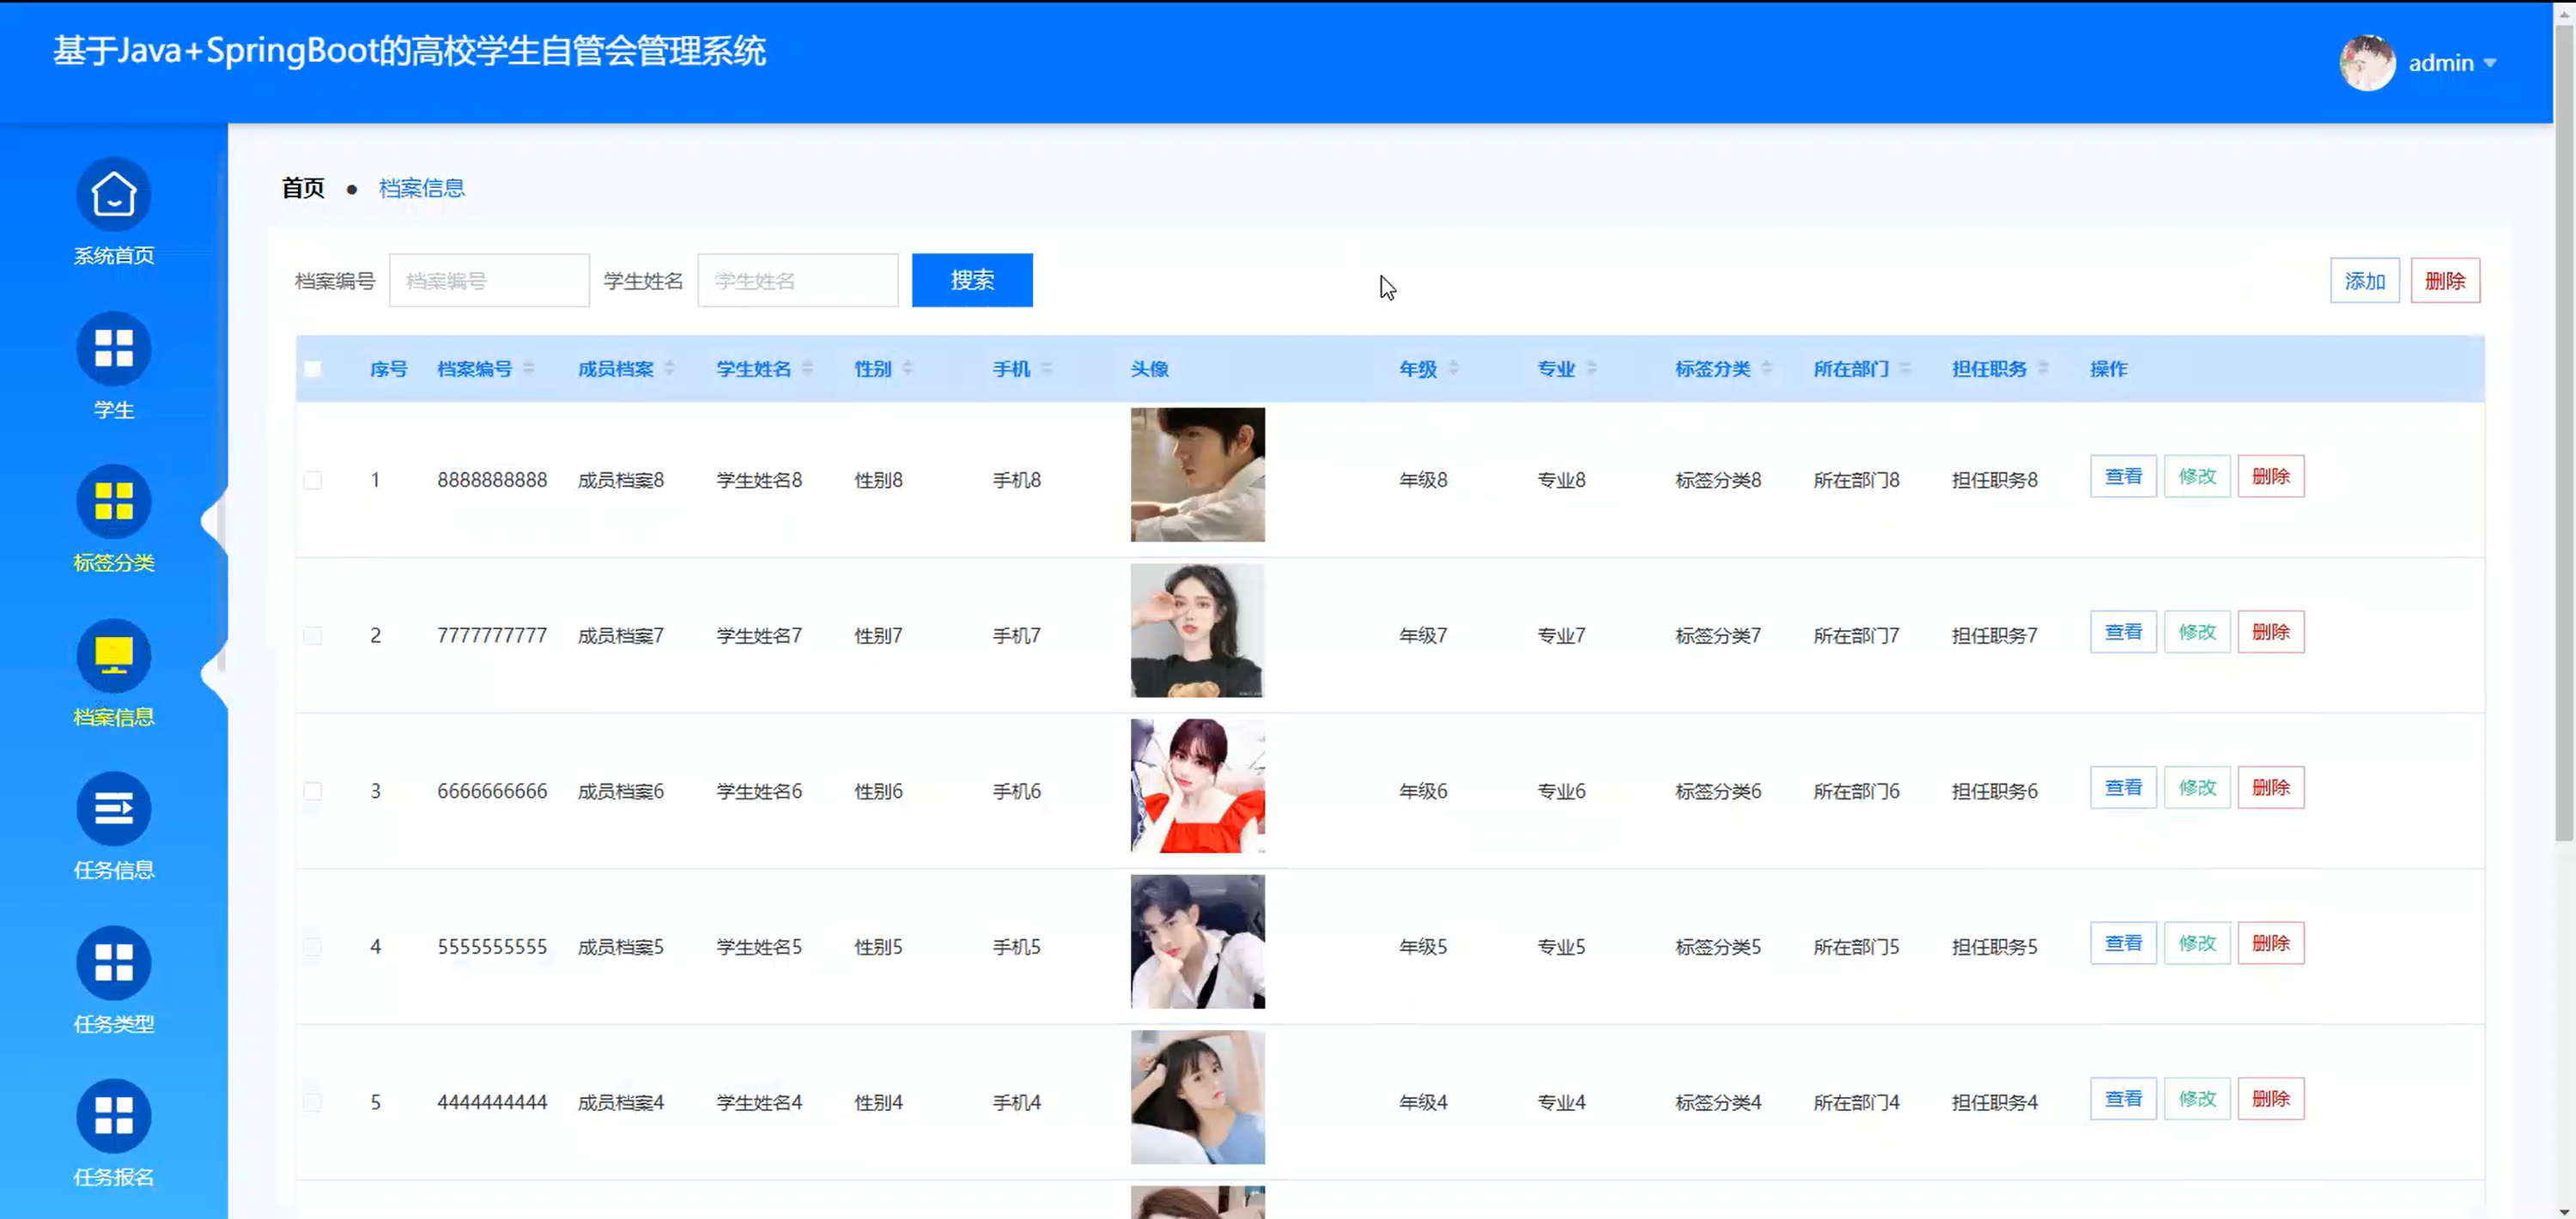 基于Java+SpringBoot的高校学生自管会管理系统
admin
系统首页
学生
标签分类
档案信息
任务信息
任务类型
任务报名
首页 ● 档案信息
档案编号 档案编号 学生姓名 学生姓名 搜索 添加 删除
序号 档案编号 成员档案 学生姓名 性别 手机 头像 年级 专业 标签分类 所在部门 担任职务 操作
1 8888888888 成员档案8 学生姓名8 性别8 手机8 年级8 专业8 标签分类8 所在部门8 担任职务8 查看 修改 删除
2 7777777777 成员档案7 学生姓名7 性别7 手机7 年级7 专业7 标签分类7 所在部门7 担任职务7 查看 修改 删除
3 6666666666 成员档案6 学生姓名6 性别6 手机6 年级6 专业6 标签分类6 所在部门6 担任职务6 查看 修改 删除
4 5555555555 成员档案5 学生姓名5 性别5 手机5 年级5 专业5 标签分类5 所在部门5 担任职务5 查看 修改 删除
5 4444444444 成员档案4 学生姓名4 性别4 手机4 年级4 专业4 标签分类4 所在部门4 担任职务4 查看 修改 删除